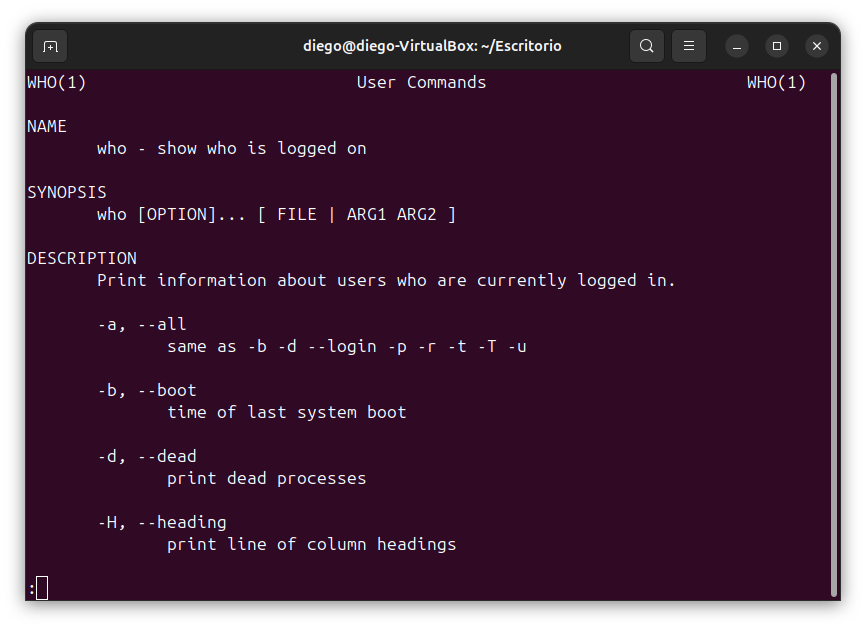 diego@diego-VirtualBox: ~/Escritorio
WHO(1) User Commands WHO(1)
NAME
who - show who is logged on
SYNOPSIS
who [OPTION]... [ FILE | ARG1 ARG2 ]
DESCRIPTION
Print information about users who are currently logged in.
-a, --all
same as -b -d --login -p -r -t -T -u
-b, --boot
time of last system boot
-d, --dead
print dead processes
-H, --heading
print line of column headings
: